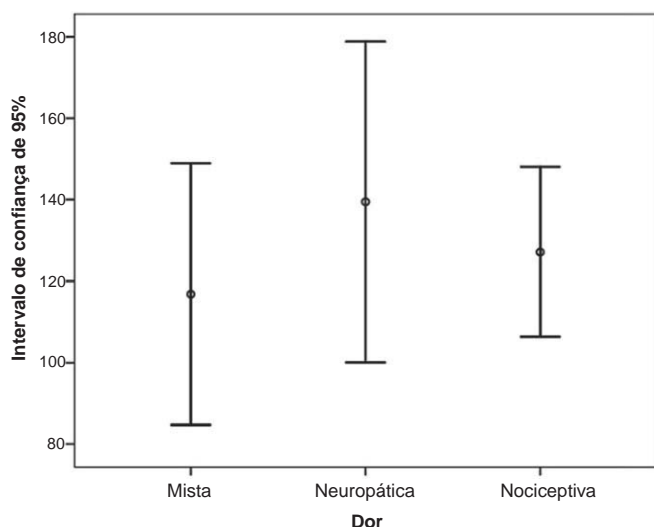 Intervalo de confiança de 95%
180
160
140
120
100
80
Mista Neuropática Nociceptiva
Dor